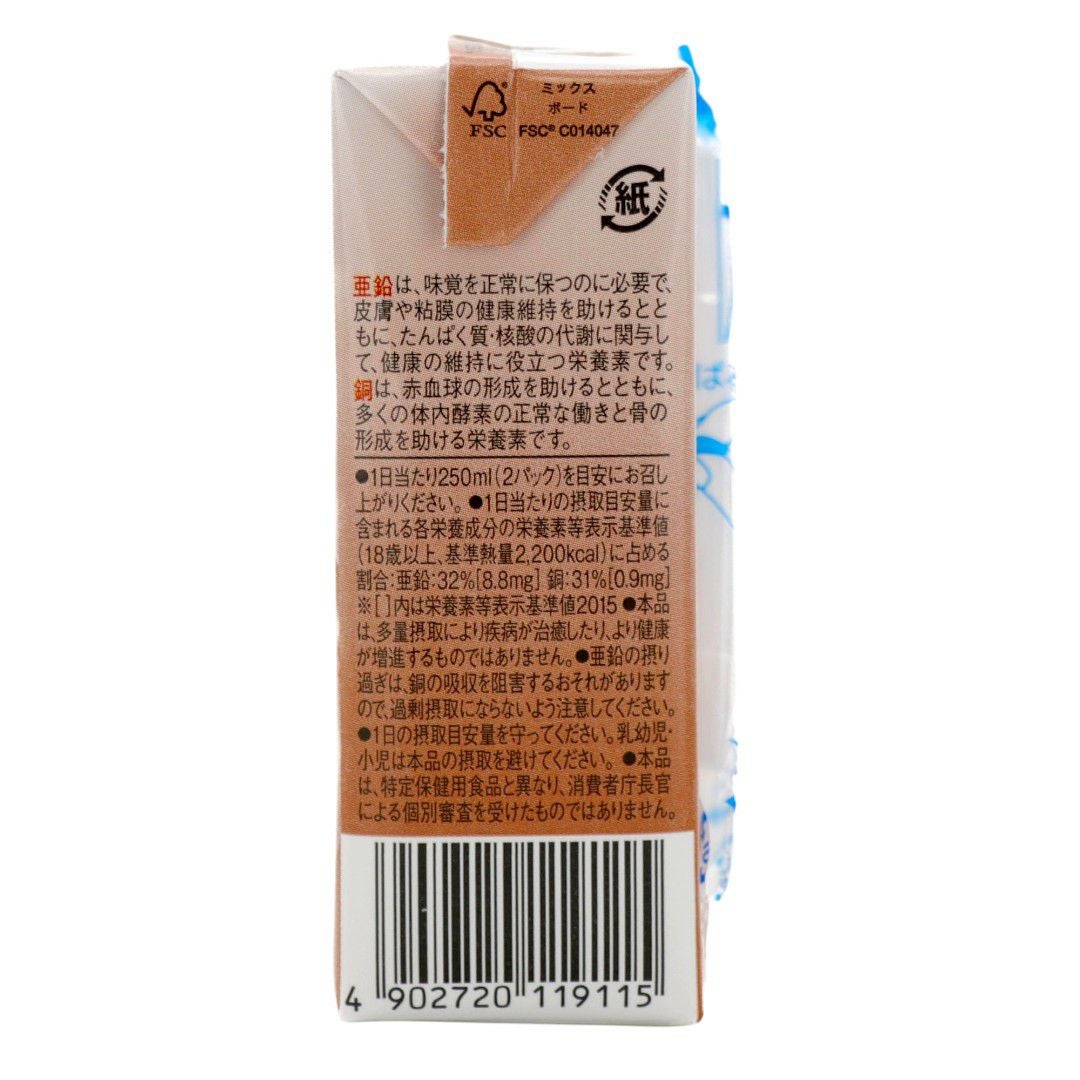 ミックス
ボード
FSC FSC® C014047
紙
亜鉛は、味覚を正常に保つのに必要で、
皮膚や粘膜の健康維持を助けるとと
もに、たんぱく質・核酸の代謝に関与し
て、健康の維持に役立つ栄養素です。
銅は、赤血球の形成を助けるとともに、
多くの体内酵素の正常な働きと骨の
形成を助ける栄養素です。
●1日当たり250ml(2パック)を目安にお召し
上がりください。●1日当たりの摂取目安量に
含まれる各栄養成分の栄養素等表示基準値
(18歳以上、基準熱量2,200kcal)に占める
割合:亜鉛:32%[8.8mg] 銅:31%[0.9mg]
※[ ]内は栄養素等表示基準値2015 ●本品
は、多量摂取により疾病が治癒したり、より健康
が増進するものではありません。●亜鉛の摂り
過ぎは、銅の吸収を阻害するおそれがあります
ので、過剰摂取にならないよう注意してください。
●1日の摂取目安量を守ってください。乳幼児・
小児は本品の摂取を避けてください。●本品
は、特定保健用食品と異なり、消費者庁長官
による個別審査を受けたものではありません。
4 902720 119115